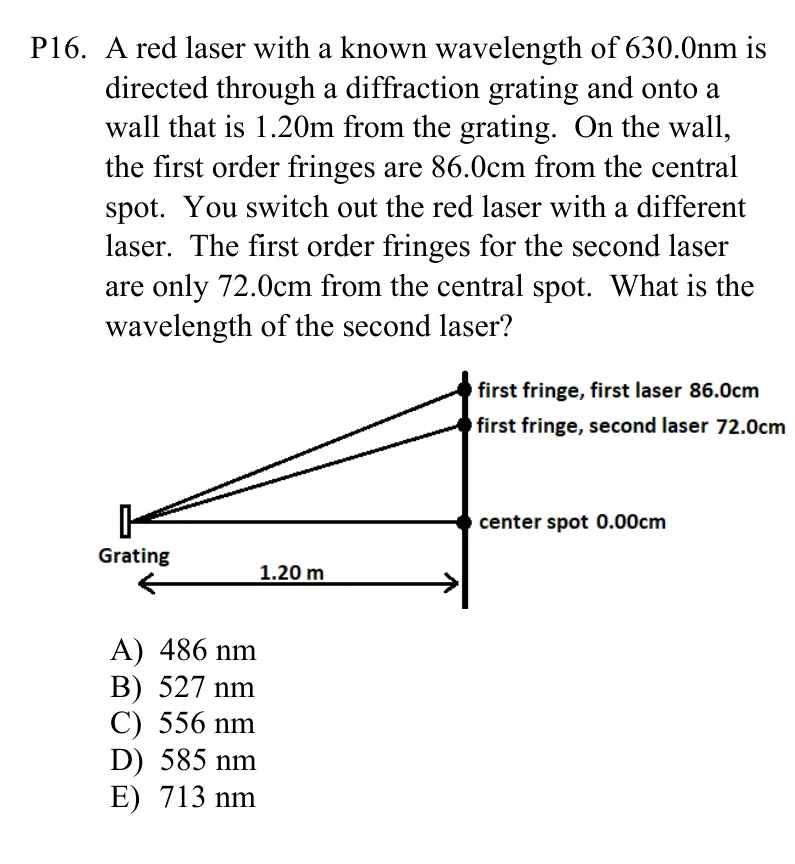 P16. A red laser with a known wavelength of 630.0nm is
directed through a diffraction grating and onto a
wall that is 1.20m from the grating. On the wall,
the first order fringes are 86.0cm from the central
spot. You switch out the red laser with a different
laser. The first order fringes for the second laser
are only 72.0cm from the central spot. What is the
wavelength of the second laser?
first fringe, first laser 86.0cm
first fringe, second laser 72.0cm
center spot 0.00cm
Grating
1.20 m
A) 486 nm
B) 527 nm
C) 556 nm
D) 585 nm
E) 713 nm